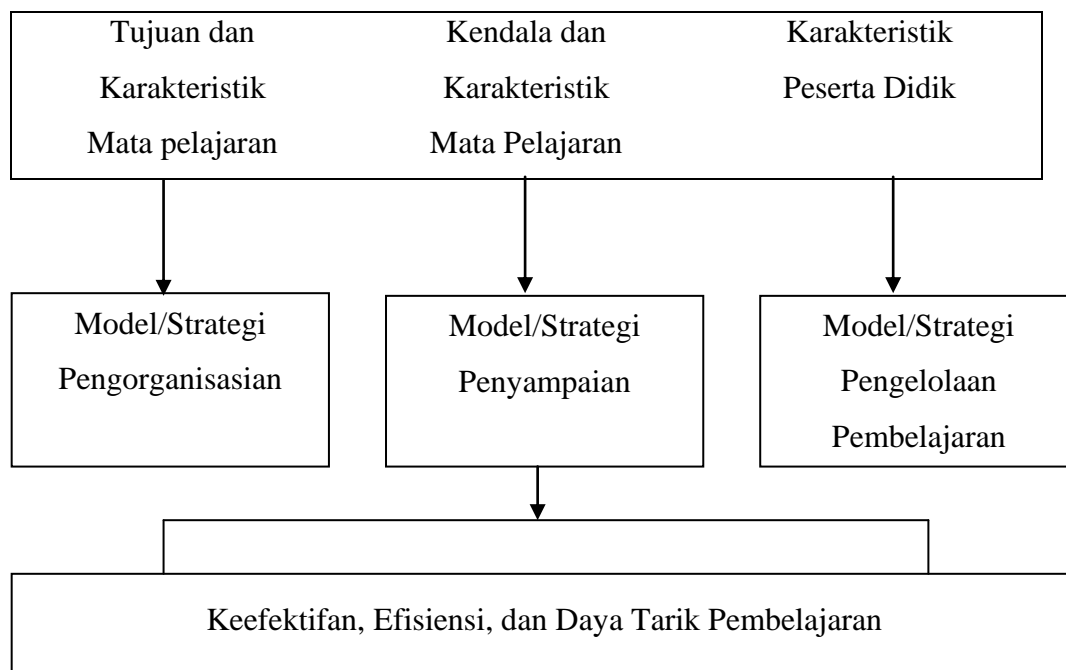 Tujuan dan
Karakteristik
Mata pelajaran
Kendala dan
Karakteristik
Mata Pelajaran
Karakteristik
Peserta Didik
Model/Strategi
Pengorganisasian
Model/Strategi
Penyampaian
Model/Strategi
Pengelolaan
Pembelajaran
Keefektifan, Efisiensi, dan Daya Tarik Pembelajaran